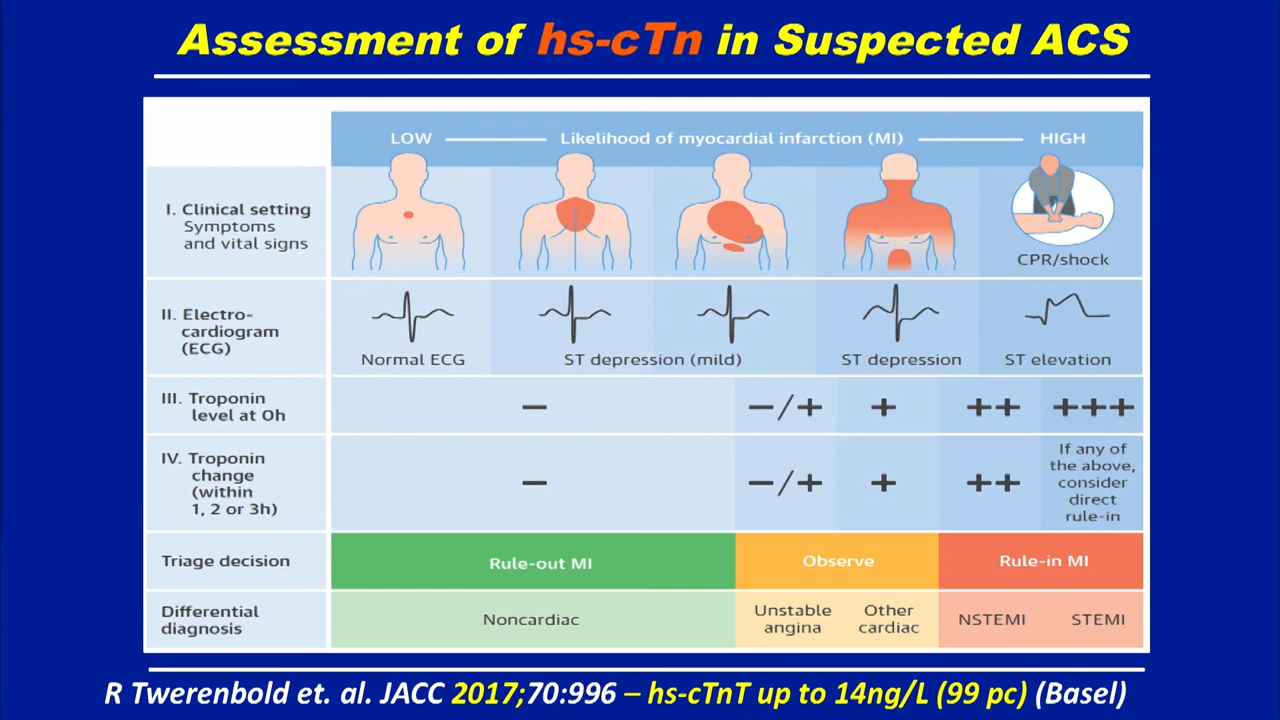 Assessment of hs-cTn in Suspected ACS
LOW Likelihood of myocardial infarction (MI) HIGH
I. Clinical setting
Symptoms
and vital signs
CPR/shock
II. Electro-
cardiogram
(ECG)
Normal ECG ST depression (mild) ST depression ST elevation
III. Troponin
level at 0h
− −/+ + ++ +++
IV. Troponin
change
(within
1, 2 or 3h)
− −/+ + ++
If any of
the above,
consider
direct
rule-in
Triage decision Rule-out MI Observe Rule-in MI
Differential
diagnosis
Noncardiac
Unstable
angina
Other
cardiac
NSTEMI STEMI
R Twerenbold et. al. JACC 2017;70:996 – hs-cTnT up to 14ng/L (99 pc) (Basel)